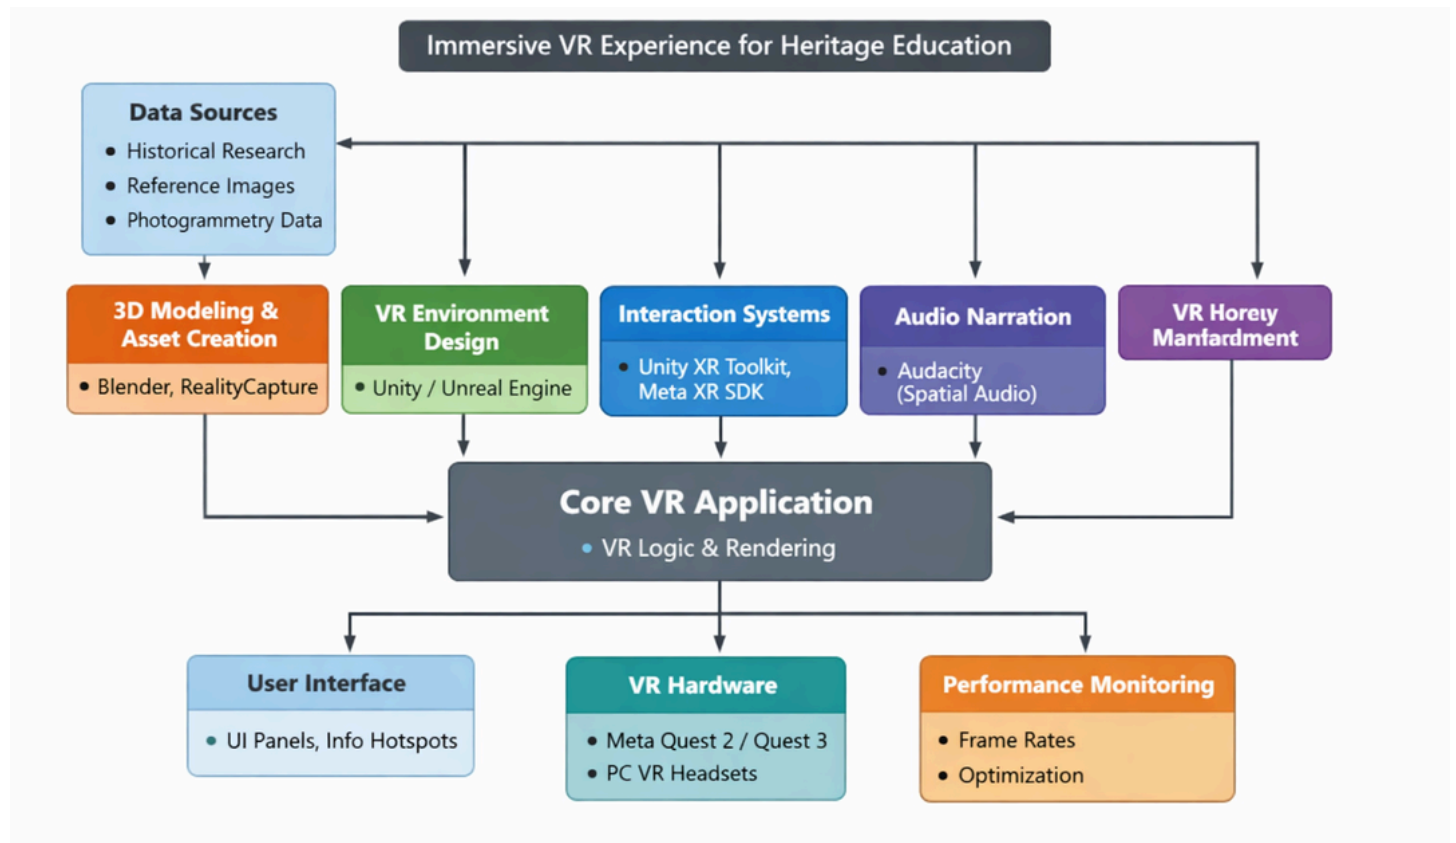 Immersive VR Experience for Heritage Education
Data Sources
• Historical Research
• Reference Images
• Photogrammetry Data
3D Modeling &
Asset Creation
• Blender, RealityCapture
VR Environment
Design
• Unity / Unreal Engine
Interaction Systems
• Unity XR Toolkit,
Meta XR SDK
Audio Narration
• Audacity
(Spatial Audio)
VR
Core VR Application
• VR Logic & Rendering
User Interface
• UI Panels, Info Hotspots
VR Hardware
• Meta Quest 2 / Quest 3
• PC VR Headsets
Performance Monitoring
• Frame Rates
• Optimization